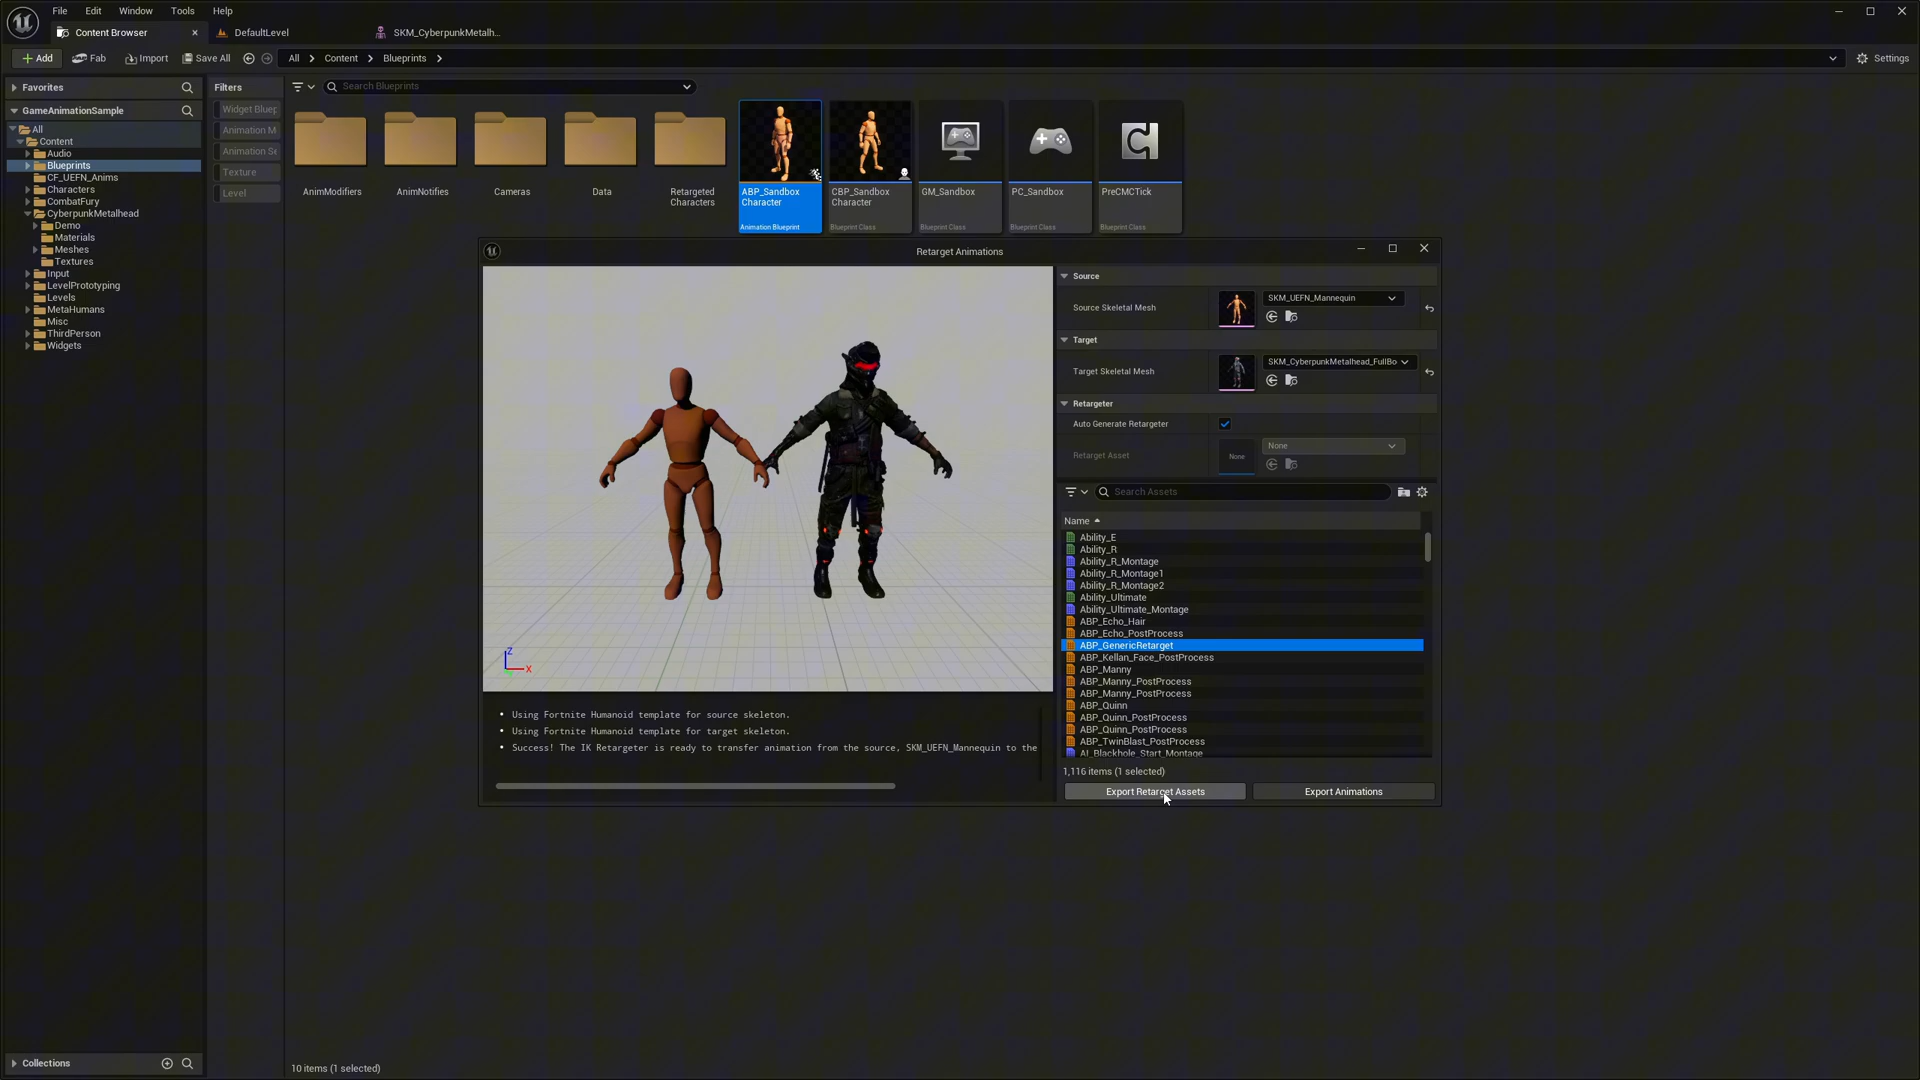 File Edit Window Tools Help
Content Browser
DefaultLevel
SKM_CyberpunkMetalh...
Add Fab Import Save All All Content Blueprints Settings
Favorites
Filters
Search Blueprints
GameAnimationSample
All
Content
Audio
Blueprints
CF_UEFN_Anims
Characters
CombatFury
CyberpunkMetalhead
Demo
Materials
Meshes
Textures
Input
LevelPrototyping
Levels
MetaHumans
Misc
ThirdPerson
Widgets
Widget Bluep
Animation M
Animation Se
Texture
Level
AnimModifiers
AnimNotifies
Cameras
Data
Retargeted
Characters
ABP_Sandbox
Character
Animation Blueprint
CBP_Sandbox
Character
Blueprint Class
GM_Sandbox
Blueprint Class
PC_Sandbox
Blueprint Class
PreCMCTick
Blueprint Class
Retarget Animations
Z
X
• Using Fortnite Humanoid template for source skeleton.
• Using Fortnite Humanoid template for target skeleton.
• Success! The IK Retargeter is ready to transfer animation from the source, SKM_UEFN_Mannequin to the
Source
Source Skeletal Mesh
SKM_UEFN_Mannequin
Target
Target Skeletal Mesh
SKM_CyberpunkMetalhead_FullBo
Retargeter
Auto Generate Retargeter
Retarget Asset
None
None
Search Assets
Name
Ability_E
Ability_R
Ability_R_Montage
Ability_R_Montage1
Ability_R_Montage2
Ability_Ultimate
Ability_Ultimate_Montage
ABP_Echo_Hair
ABP_Echo_PostProcess
ABP_GenericRetarget
ABP_Kellan_Face_PostProcess
ABP_Manny
ABP_Manny_PostProcess
ABP_Manny_PostProcess
ABP_Quinn
ABP_Quinn_PostProcess
ABP_Quinn_PostProcess
ABP_TwinBlast_PostProcess
AI_Blackhole_Start_Montage
1,116 items (1 selected)
Export Retarget Assets
Export Animations
Collections
10 items (1 selected)